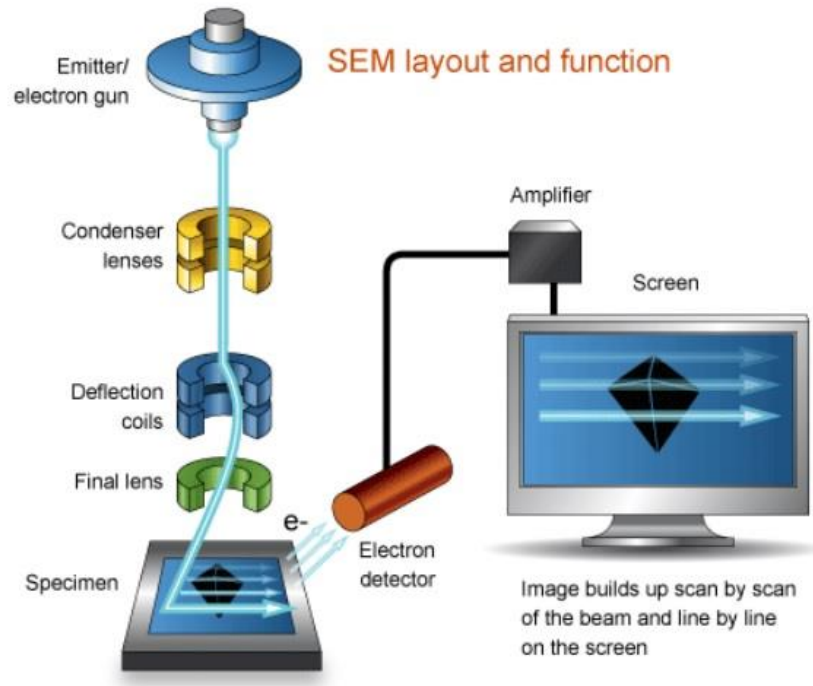 SEM layout and function
Emitter/
electron gun
Condenser
lenses
Deflection
coils
Final lens
Specimen
e-
Electron
detector
Amplifier
Screen
Image builds up scan by scan
of the beam and line by line
on the screen